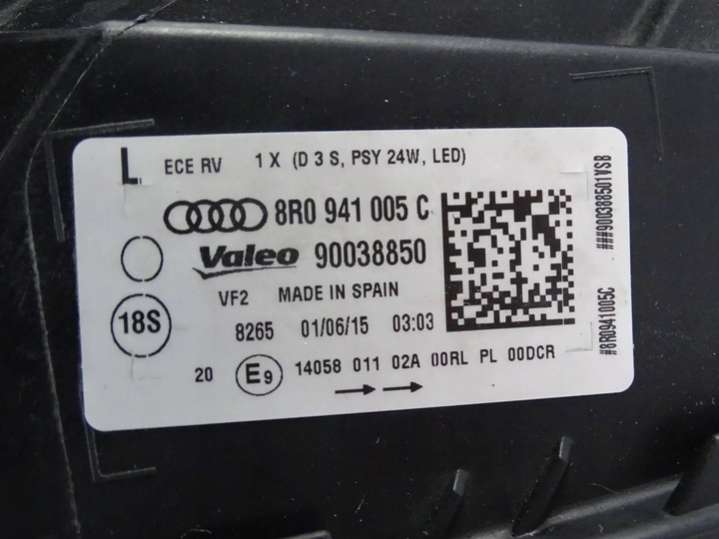 L ECE RV 1 X (D 3 S, PSY 24W, LED)
8R0 941 005 C
Valeo 90038850
VF2 MADE IN SPAIN
18S
8265 01/06/15 03:03
20 E9 14058 011 02A 00RL PL 00DCR
###900388501VSB
#8R0941005C